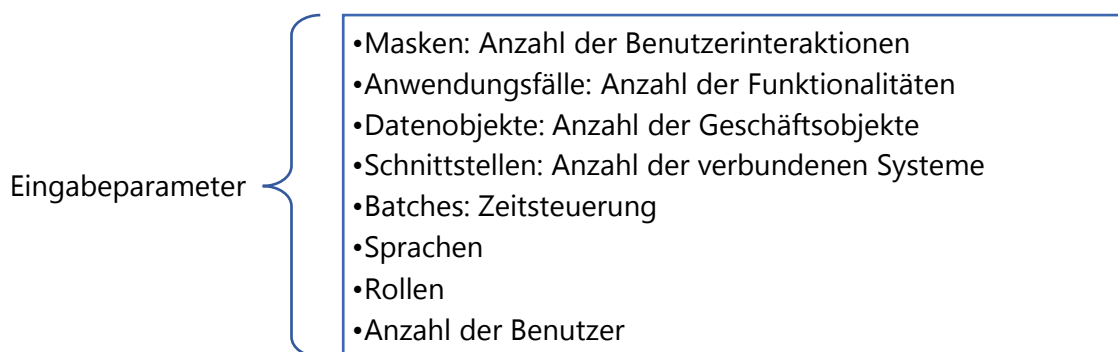 •Masken: Anzahl der Benutzerinteraktionen
•Anwendungsfälle: Anzahl der Funktionalitäten
•Datenobjekte: Anzahl der Geschäftsobjekte
•Schnittstellen: Anzahl der verbundenen Systeme
Eingabeparameter
•Batches: Zeitsteuerung
•Sprachen
•Rollen
•Anzahl der Benutzer